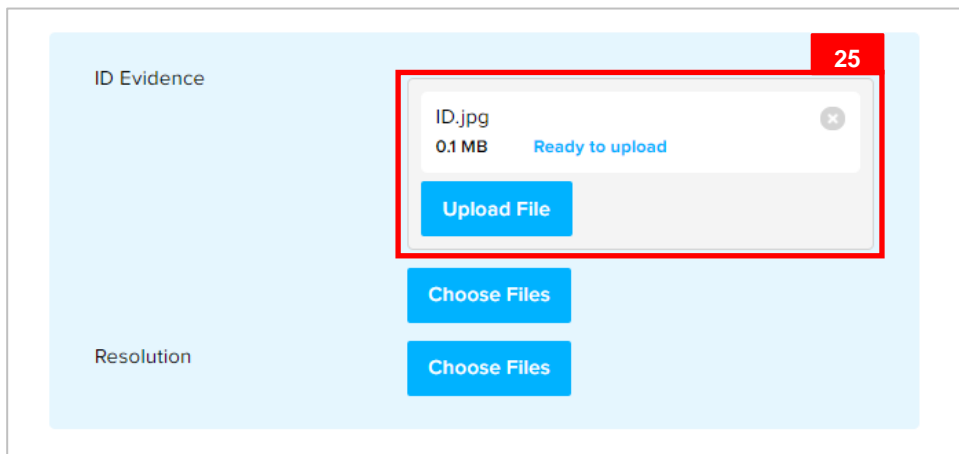 25
ID Evidence
ID.jpg
0.1 MB Ready to upload
Upload File
Choose Files
Resolution
Choose Files